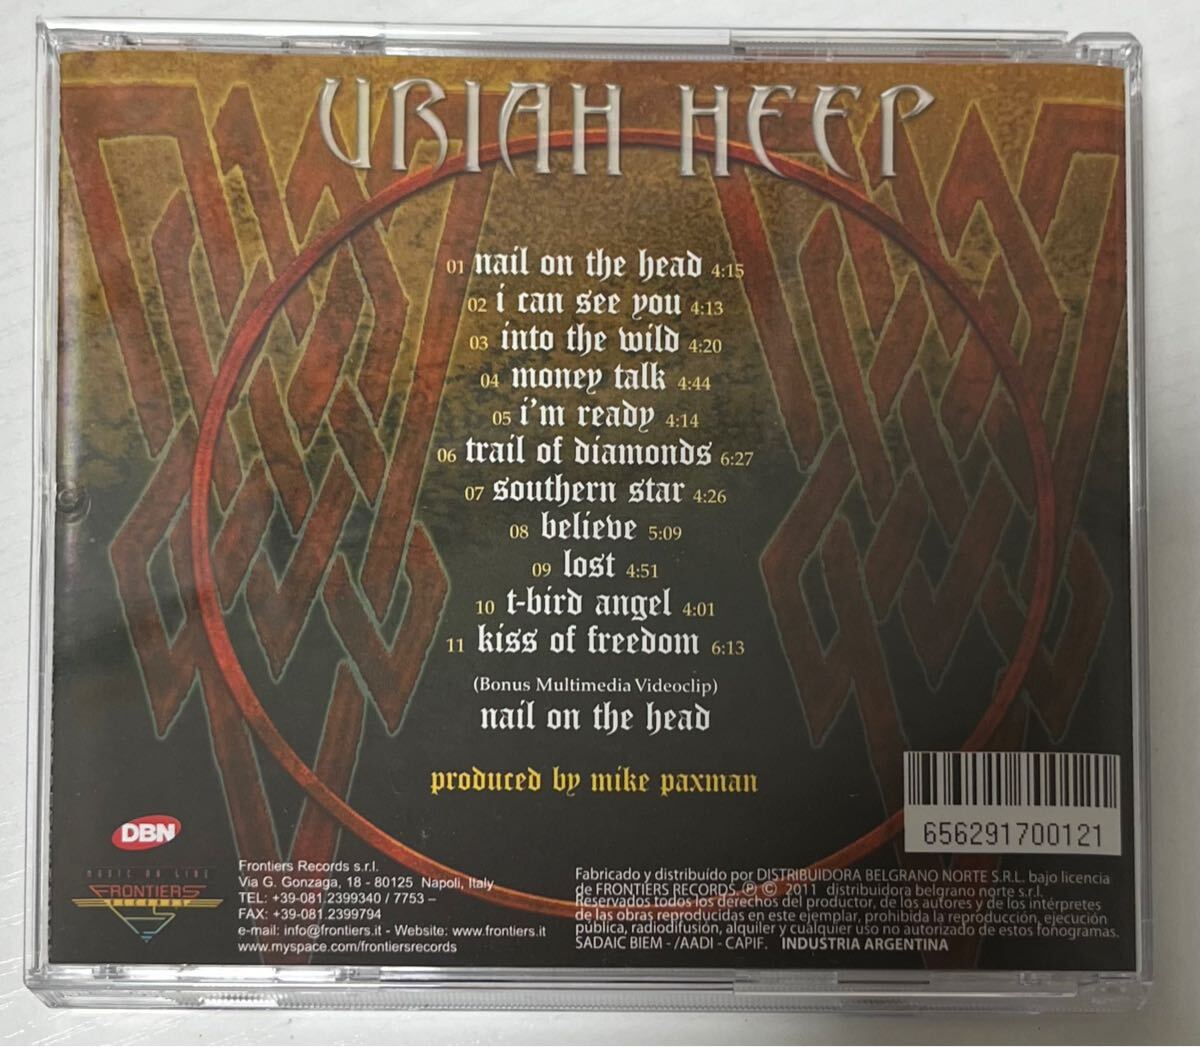 URIAH HEEP
01 nail on the head 4:15
02 i can see you 4:13
03 into the wild 4:20
04 money talk 4:44
05 i'm ready 4:14
06 trail of diamonds 6:27
07 southern star 4:26
08 believe 5:09
09 lost 4:51
10 t-bird angel 4:01
11 kiss of freedom 6:13
(Bonus Multimedia Videoclip)
nail on the head
produced by mike paxman
656291700121
DBN
MUSIC ON LINE
FRONTIERS
RECORDS
Frontiers Records s.r.l.
Via G. Gonzaga, 18 - 80125 Napoli, Italy
TEL: +39-081.2399340 / 7753 –
FAX: +39-081.2399794
e-mail: info@frontiers.it - Website: www.frontiers.it
www.myspace.com/frontiersrecords
Fabricado y distribuído por DISTRIBUIDORA BELGRANO NORTE S.R.L. bajo licencia
de FRONTIERS RECORDS ℗ © 2011 distribuidora belgrano norte s.r.l.
Reservados todos los derechos del productor, de los autores y de los intérpretes
de las obras reproducidas en este ejemplar, prohibida la reproducción, ejecución
pública, radiodifusión, alquiler y cualquier uso no autorizado de estos fonogramas.
SADAIC BIEM - /AADI - CAPIF. INDUSTRIA ARGENTINA